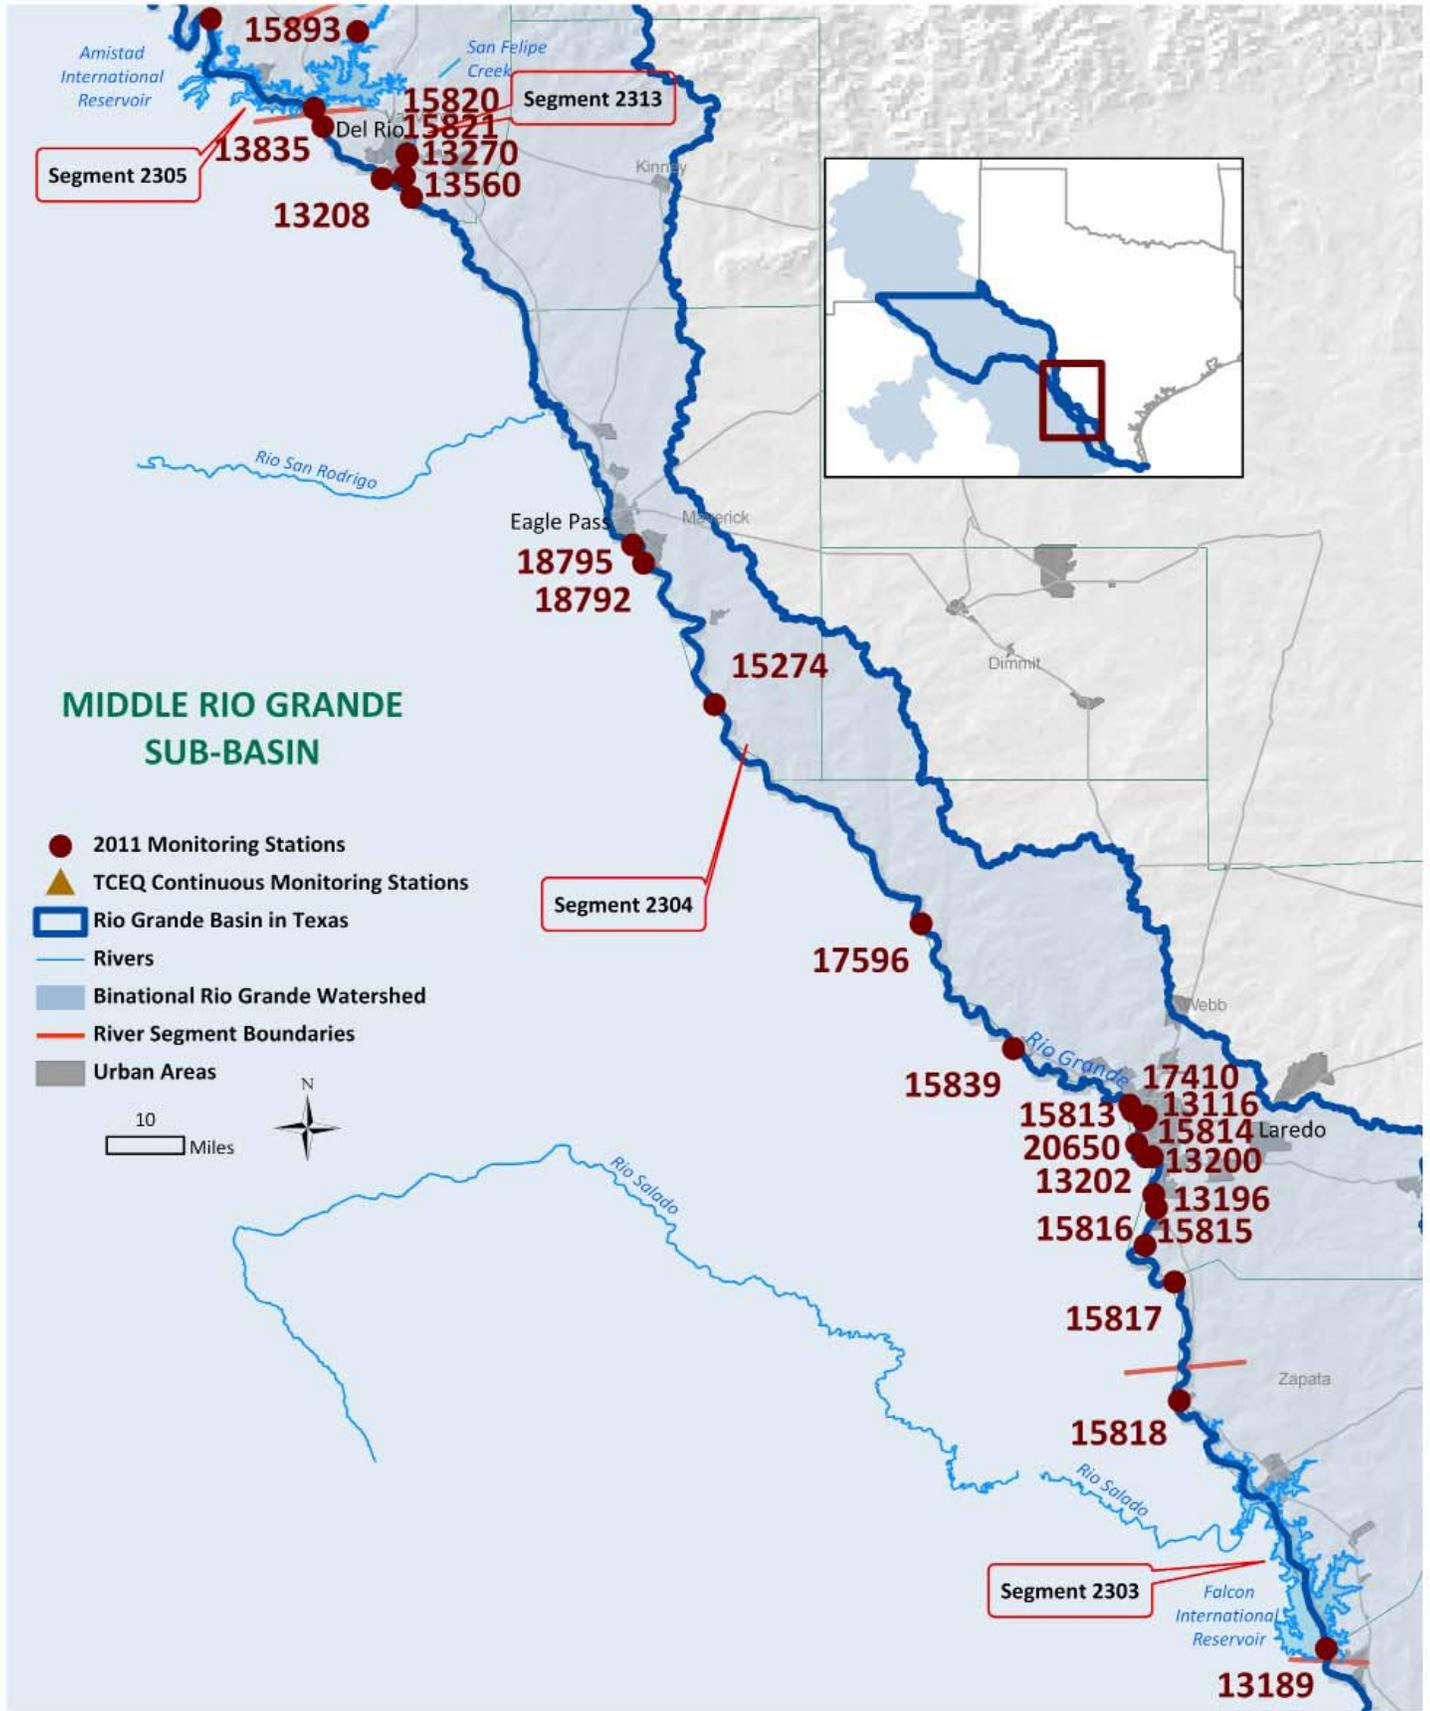 15893
Amistad
International
Reservoir
San Felipe
Creek
15820
Segment 2313
15821
Del Rio
13835
13270
Kinney
Segment 2305
13560
13208
Rio San Rodrigo
Eagle Pass
Maverick
18795
18792
15274
Dimmit
MIDDLE RIO GRANDE
SUB-BASIN
2011 Monitoring Stations
TCEQ Continuous Monitoring Stations
Rio Grande Basin in Texas
Rivers
Binational Rio Grande Watershed
River Segment Boundaries
Urban Areas
N
10
Miles
Segment 2304
17596
Webb
Rio Grande
15839
17410
15813
13116
15814
Laredo
20650
13200
13202
13196
15816
15815
Rio Salado
15817
Zapata
15818
Rio Salado
Segment 2303
Falcon
International
Reservoir
13189